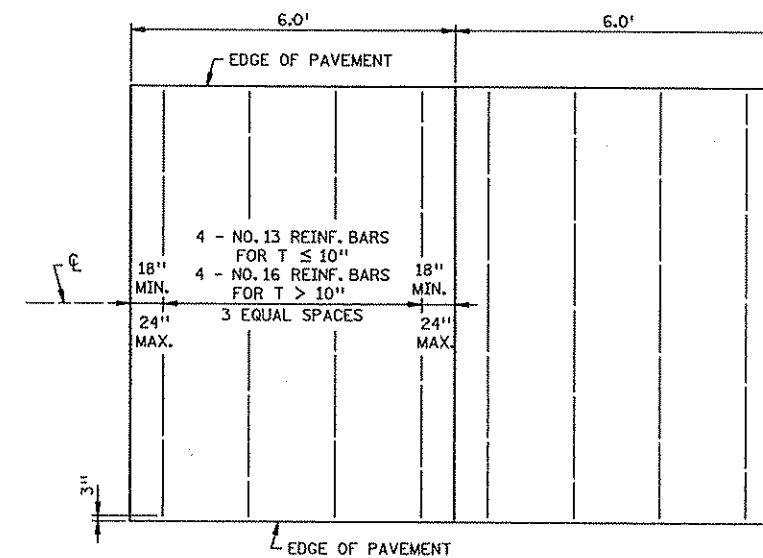 6.0' 6.0'
EDGE OF PAVEMENT
4 - NO. 13 REINF. BARS
FOR T ≤ 10"
4 - NO. 16 REINF. BARS
FOR T > 10"
3 EQUAL SPACES
℄
18"
MIN.
24"
MAX.
18"
MIN.
24"
MAX.
3"
EDGE OF PAVEMENT